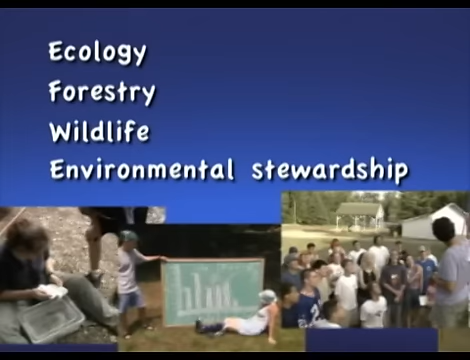 Ecology
Forestry
Wildlife
Environmental stewardship